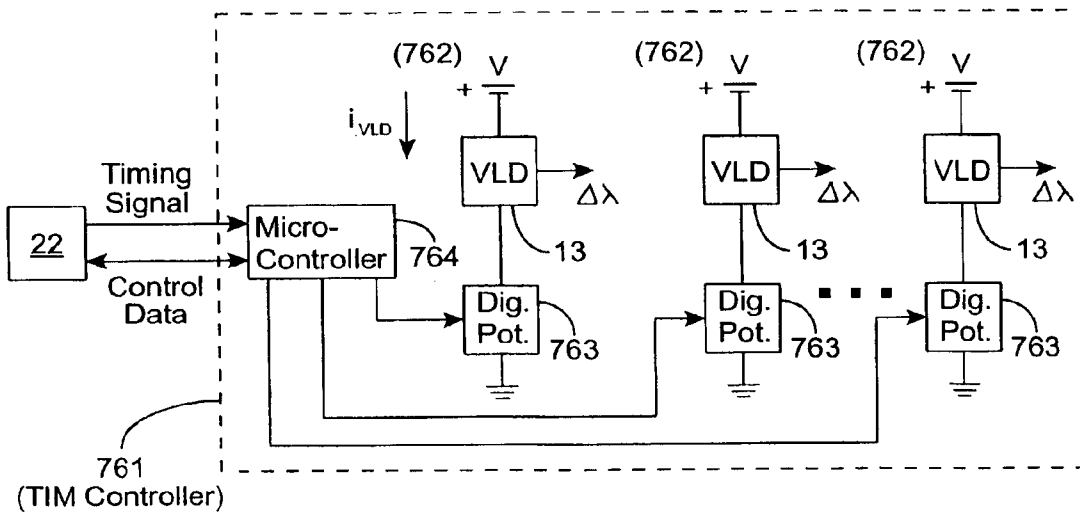 (762) V
+
(762) V
+
(762) V
+
iVLD
VLD
Δλ
VLD
Δλ
VLD
Δλ
13
13
13
Timing
Signal
22
Control
Data
Micro-
Controller
764
Dig.
Pot.
763
Dig.
Pot.
763
Dig.
Pot.
763
761
(TIM Controller)